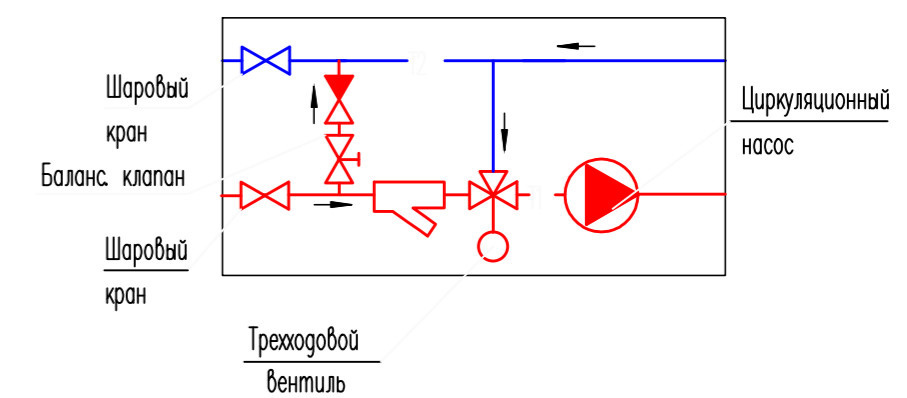 Шаровый
кран
Баланс. клапан
Шаровый
кран
Трехходовой
вентиль
Циркуляционный
насос